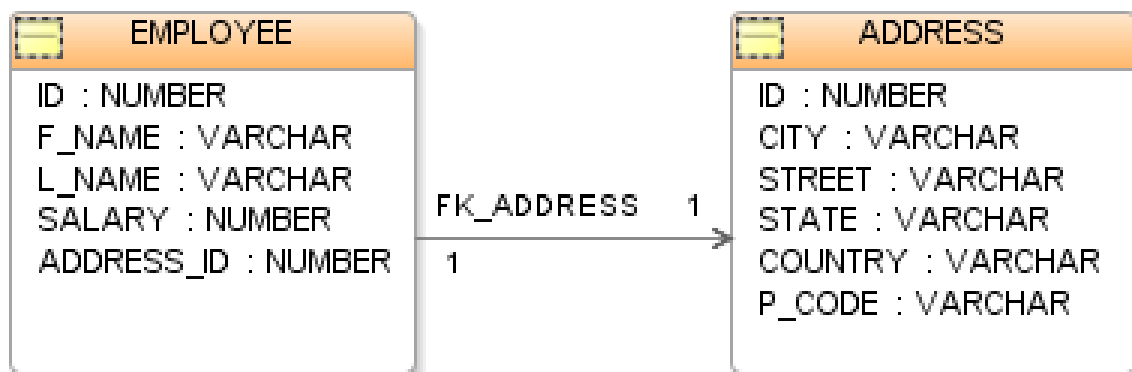 EMPLOYEE
ID : NUMBER
F_NAME : VARCHAR
L_NAME : VARCHAR
SALARY : NUMBER
ADDRESS_ID : NUMBER
FK_ADDRESS 1
1
ADDRESS
ID : NUMBER
CITY : VARCHAR
STREET : VARCHAR
STATE : VARCHAR
COUNTRY : VARCHAR
P_CODE : VARCHAR